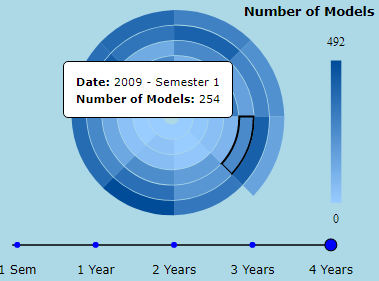 Number of Models
492
Date: 2009 - Semester 1
Number of Models: 254
0
1 Sem
1 Year
2 Years
3 Years
4 Years